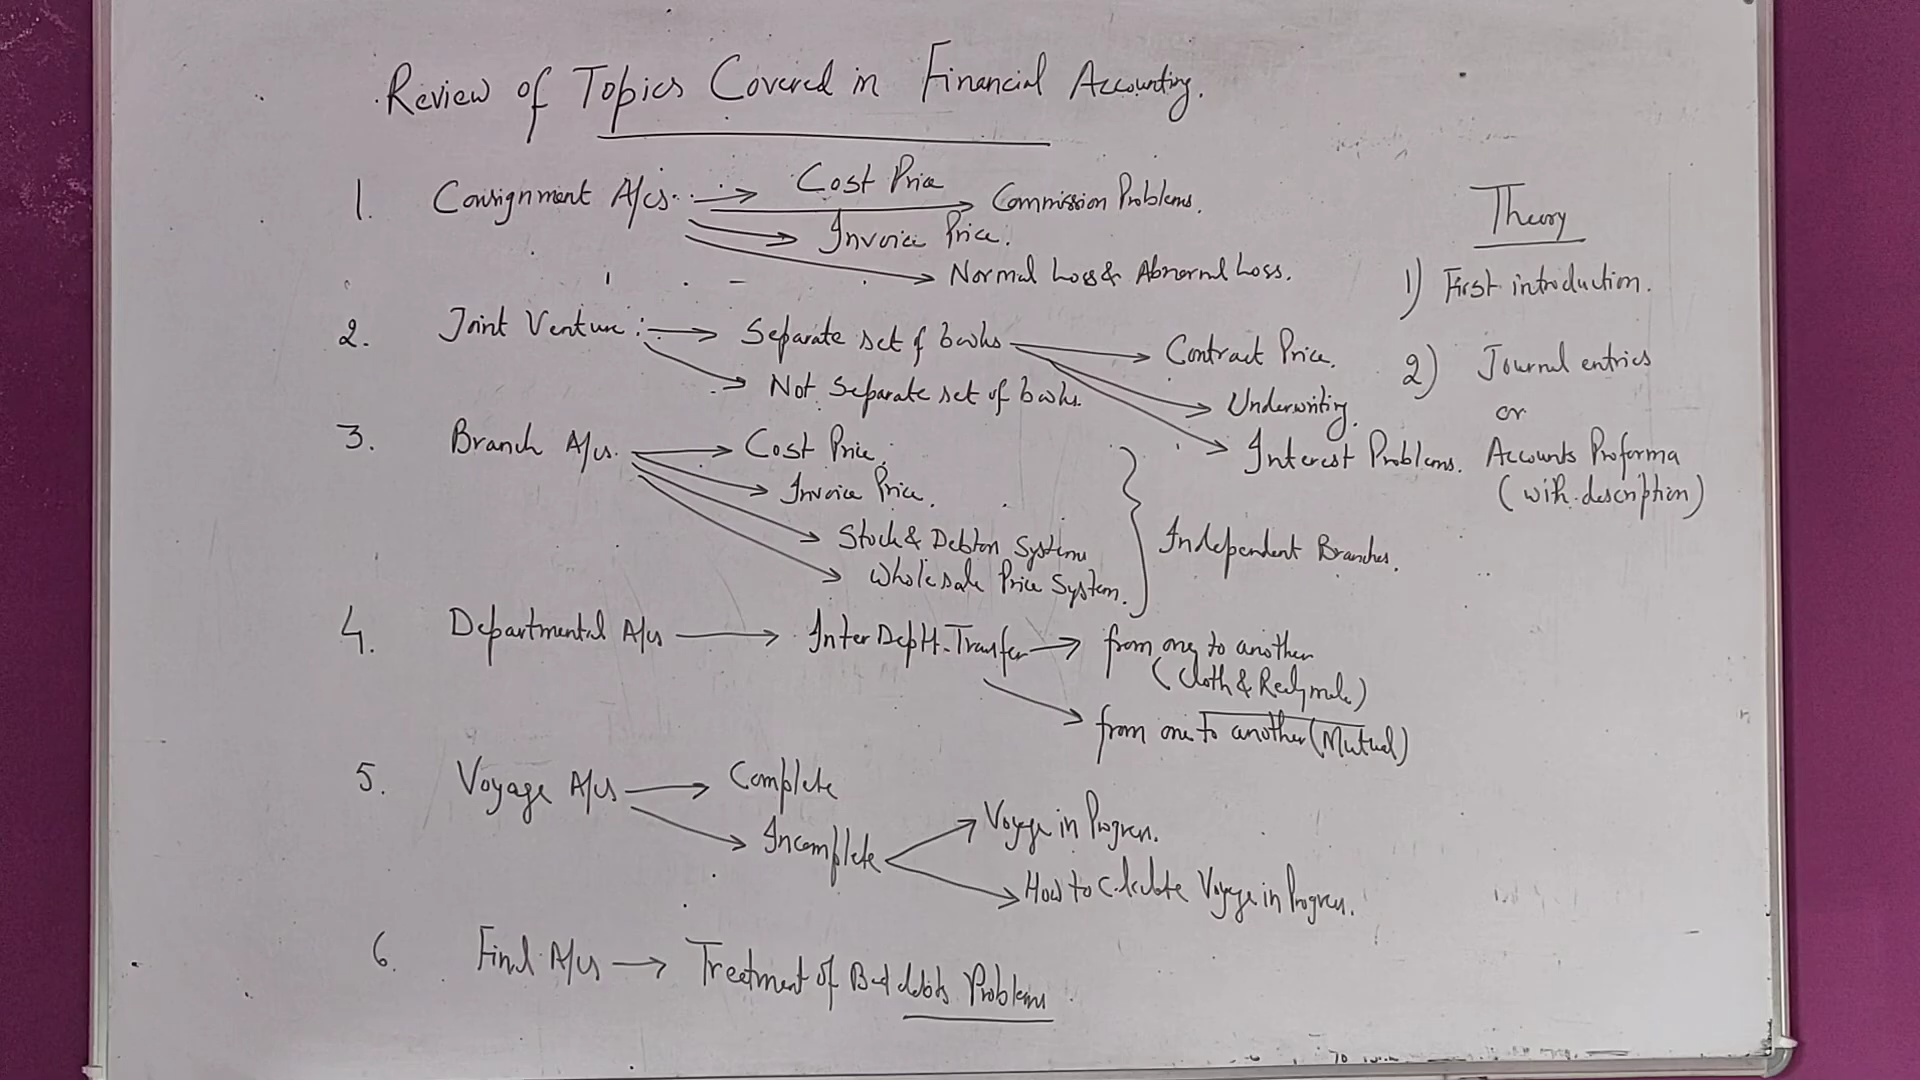 Review of Topics Covered in Financial Accounting.
1. Consignment A/cs. → Cost Price
→ Commission Problems.
→ Invoice Price.
→ Normal Loss & Abnormal Loss.
2. Joint Venture : → Separate set of books → Contract Price.
→ Underwriting.
→ Interest Problems.
→ Not Separate set of books.
3. Branch A/cs. → Cost Price.
→ Invoice Price.
→ Stock & Debtors System
→ Wholesale Price System.
} Independent Branches.
4. Departmental A/cs → Inter Deptt. Transfer → from one to another
(Cloth & Readymade)
→ from one to another (Mutual)
5. Voyage A/cs → Complete
→ Incomplete → Voyage in Progress.
→ How to Calculate Voyage in Progress.
6. Final A/cs → Treatment of Bad debts Problems
Theory
1) First introduction.
2) Journal entries
or
Accounts Proforma
(with description)